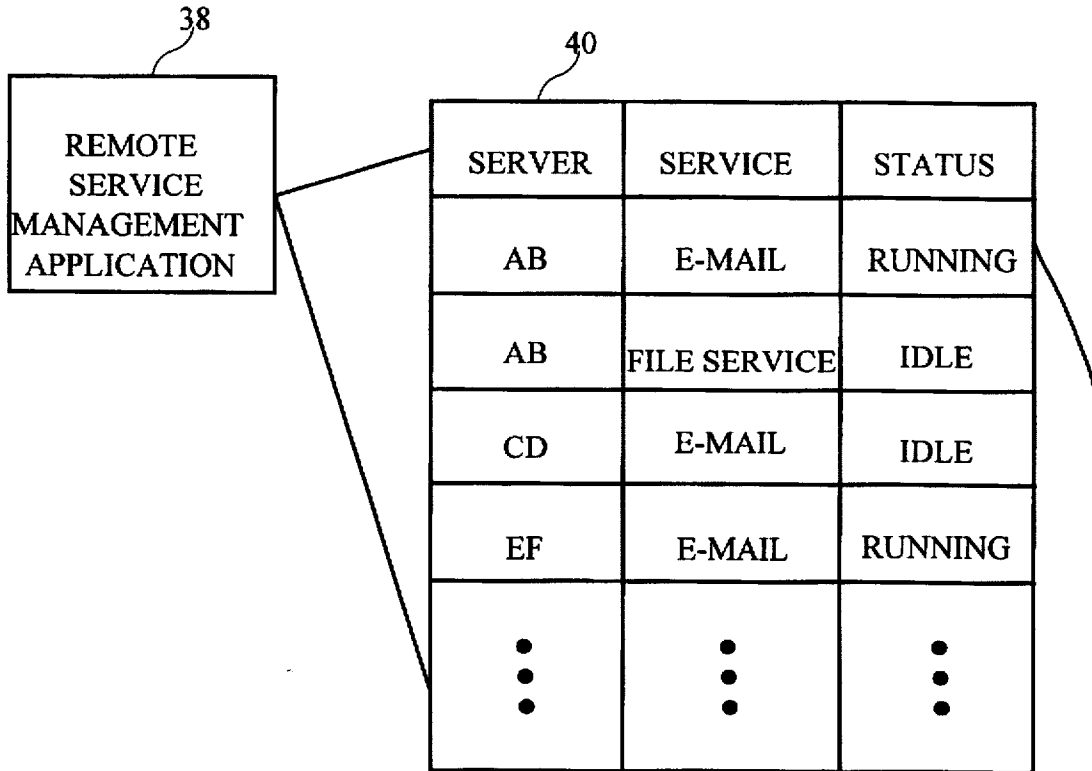 38
REMOTE
SERVICE
MANAGEMENT
APPLICATION
40
SERVER SERVICE STATUS
AB E-MAIL RUNNING
AB FILE SERVICE IDLE
CD E-MAIL IDLE
EF E-MAIL RUNNING